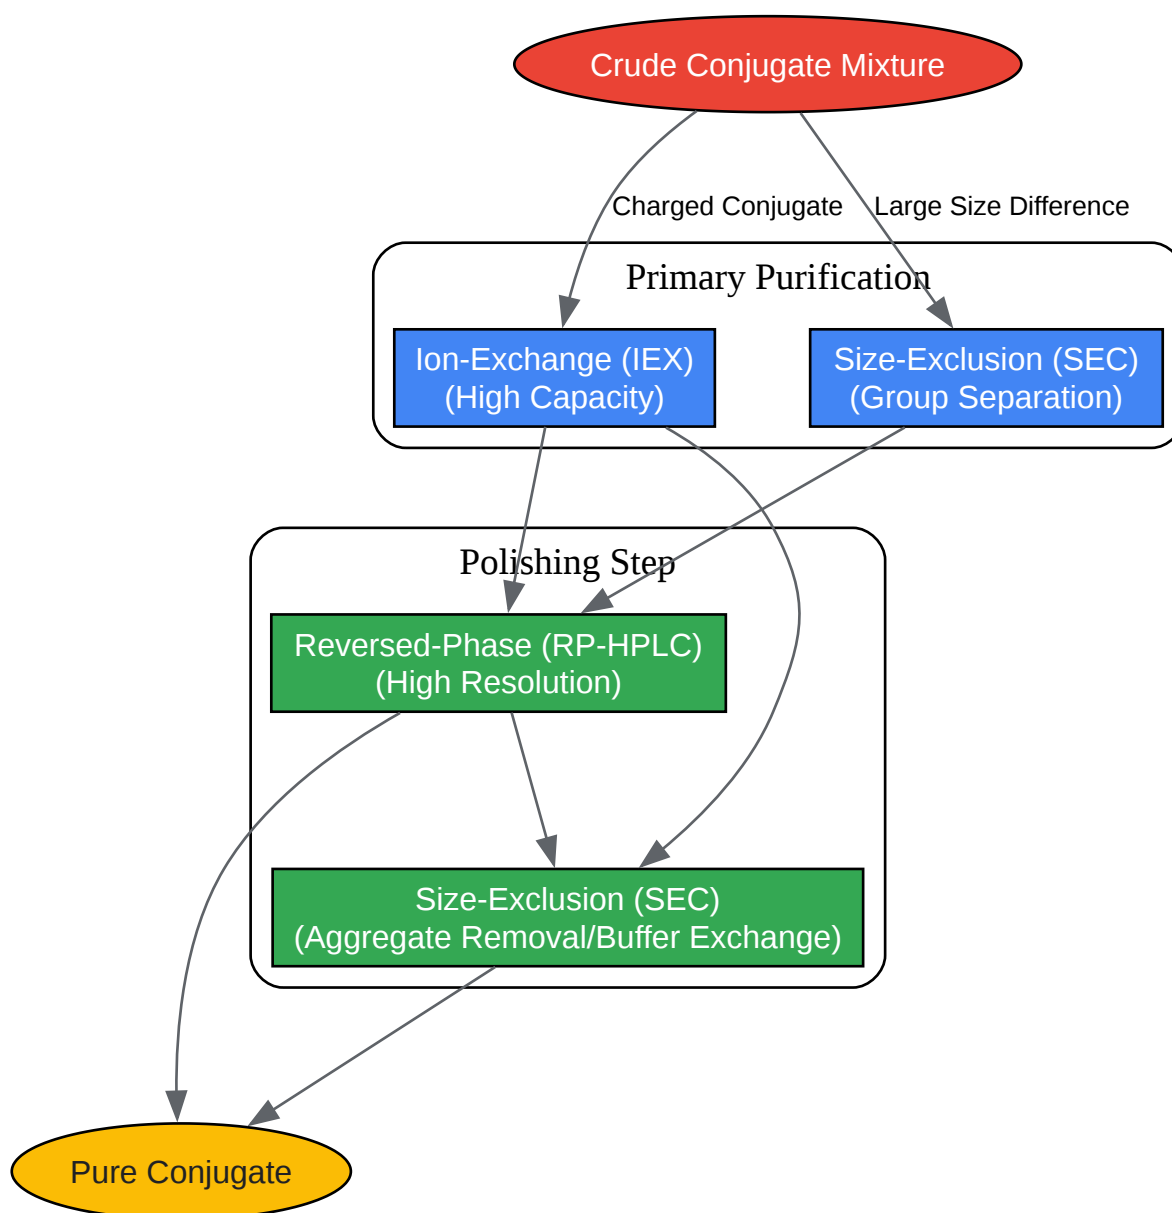 Crude Conjugate Mixture
Charged Conjugate
Large Size Difference
Primary Purification
Ion-Exchange (IEX)
(High Capacity)
Size-Exclusion (SEC)
(Group Separation)
Polishing Step
Reversed-Phase (RP-HPLC)
(High Resolution)
Size-Exclusion (SEC)
(Aggregate Removal/Buffer Exchange)
Pure Conjugate